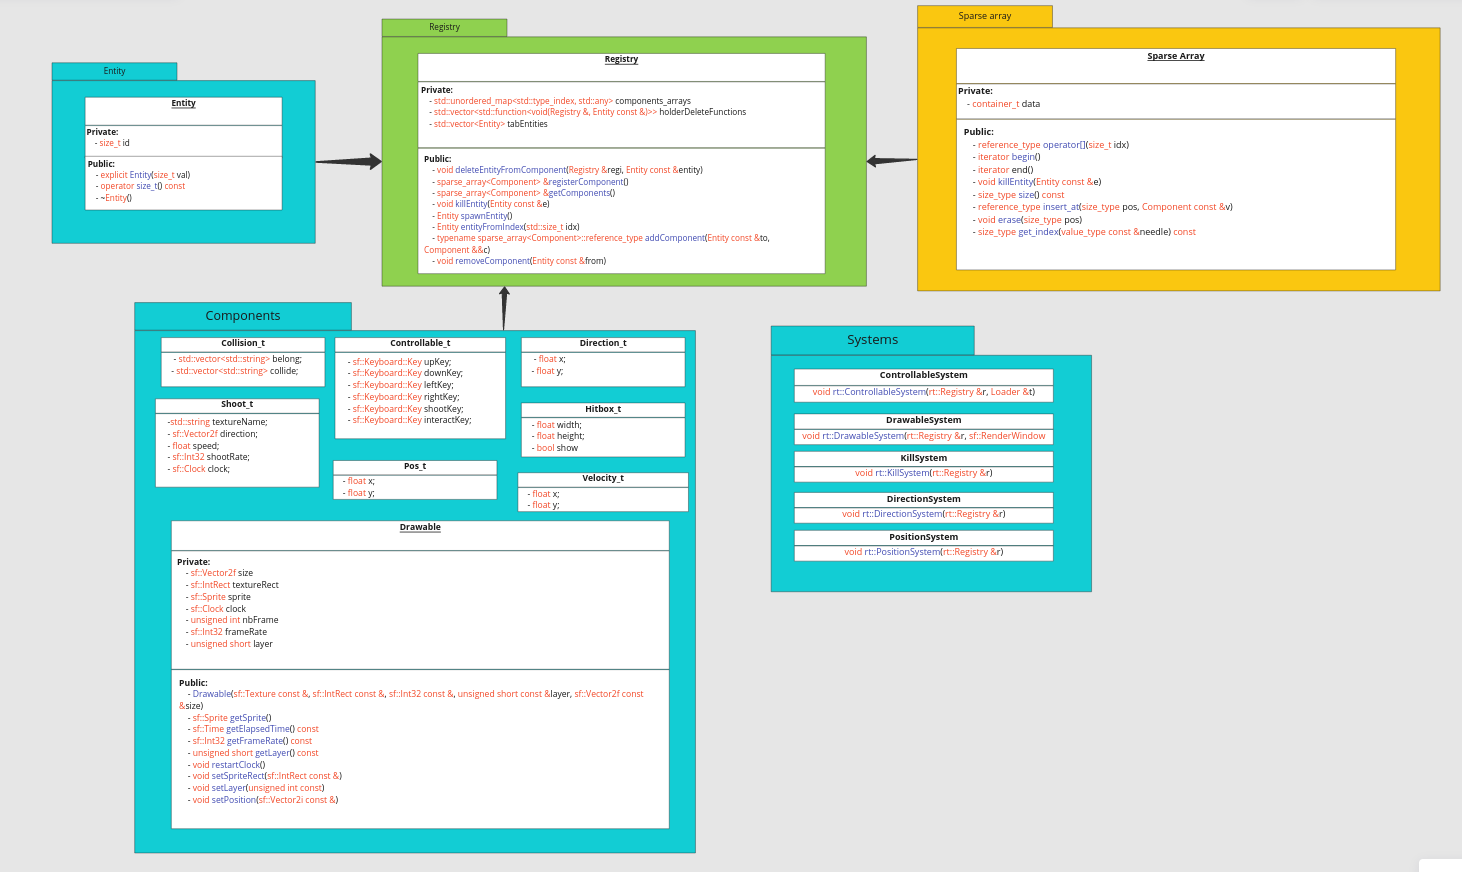 Entity
Entity
Private:
- size_t id
Public:
- explicit Entity(size_t val)
- operator size_t() const
- ~Entity()
Registry
Registry
Private:
- std::unordered_map<std::type_index, std::any> components_arrays
- std::vector<std::function<void(Registry &, Entity const &)>> holderDeleteFunctions
- std::vector<Entity> tabEntities
Public:
- void deleteEntityFromComponent(Registry &regi, Entity const &entity)
- sparse_array<Component> &registerComponent()
- sparse_array<Component> &getComponents()
- void killEntity(Entity const &e)
- Entity spawnEntity()
- Entity entityFromIndex(std::size_t idx)
- typename sparse_array<Component>::reference_type addComponent(Entity const &to,
Component &&c)
- void removeComponent(Entity const &from)
Sparse array
Sparse Array
Private:
- container_t data
Public:
- reference_type operator[](size_t idx)
- iterator begin()
- iterator end()
- void killEntity(Entity const &e)
- size_type size() const
- reference_type insert_at(size_type pos, Component const &v)
- void erase(size_type pos)
- size_type get_index(value_type const &needle) const
Components
Collision_t
- std::vector<std::string> belong;
- std::vector<std::string> collide;
Controllable_t
- sf::Keyboard::Key upKey;
- sf::Keyboard::Key downKey;
- sf::Keyboard::Key leftKey;
- sf::Keyboard::Key rightKey;
- sf::Keyboard::Key shootKey;
- sf::Keyboard::Key interactKey;
Direction_t
- float x;
- float y;
Shoot_t
-std::string textureName;
- sf::Vector2f direction;
- float speed;
- sf::Int32 shootRate;
- sf::Clock clock;
Hitbox_t
- float width;
- float height;
- bool show
Pos_t
- float x;
- float y;
Velocity_t
- float x;
- float y;
Drawable
Private:
- sf::Vector2f size
- sf::IntRect textureRect
- sf::Sprite sprite
- sf::Clock clock
- unsigned int nbFrame
- sf::Int32 frameRate
- unsigned short layer
Public:
- Drawable(sf::Texture const &, sf::IntRect const &, sf::Int32 const &, unsigned short const &layer, sf::Vector2f const
&size)
- sf::Sprite getSprite()
- sf::Time getElapsedTime() const
- sf::Int32 getFrameRate() const
- unsigned short getLayer() const
- void restartClock()
- void setSpriteRect(sf::IntRect const &)
- void setLayer(unsigned int const)
- void setPosition(sf::Vector2i const &)
Systems
ControllableSystem
void rt::ControllableSystem(rt::Registry &r, Loader &t)
DrawableSystem
void rt::DrawableSystem(rt::Registry &r, sf::RenderWindow
KillSystem
void rt::KillSystem(rt::Registry &r)
DirectionSystem
void rt::DirectionSystem(rt::Registry &r)
PositionSystem
void rt::PositionSystem(rt::Registry &r)